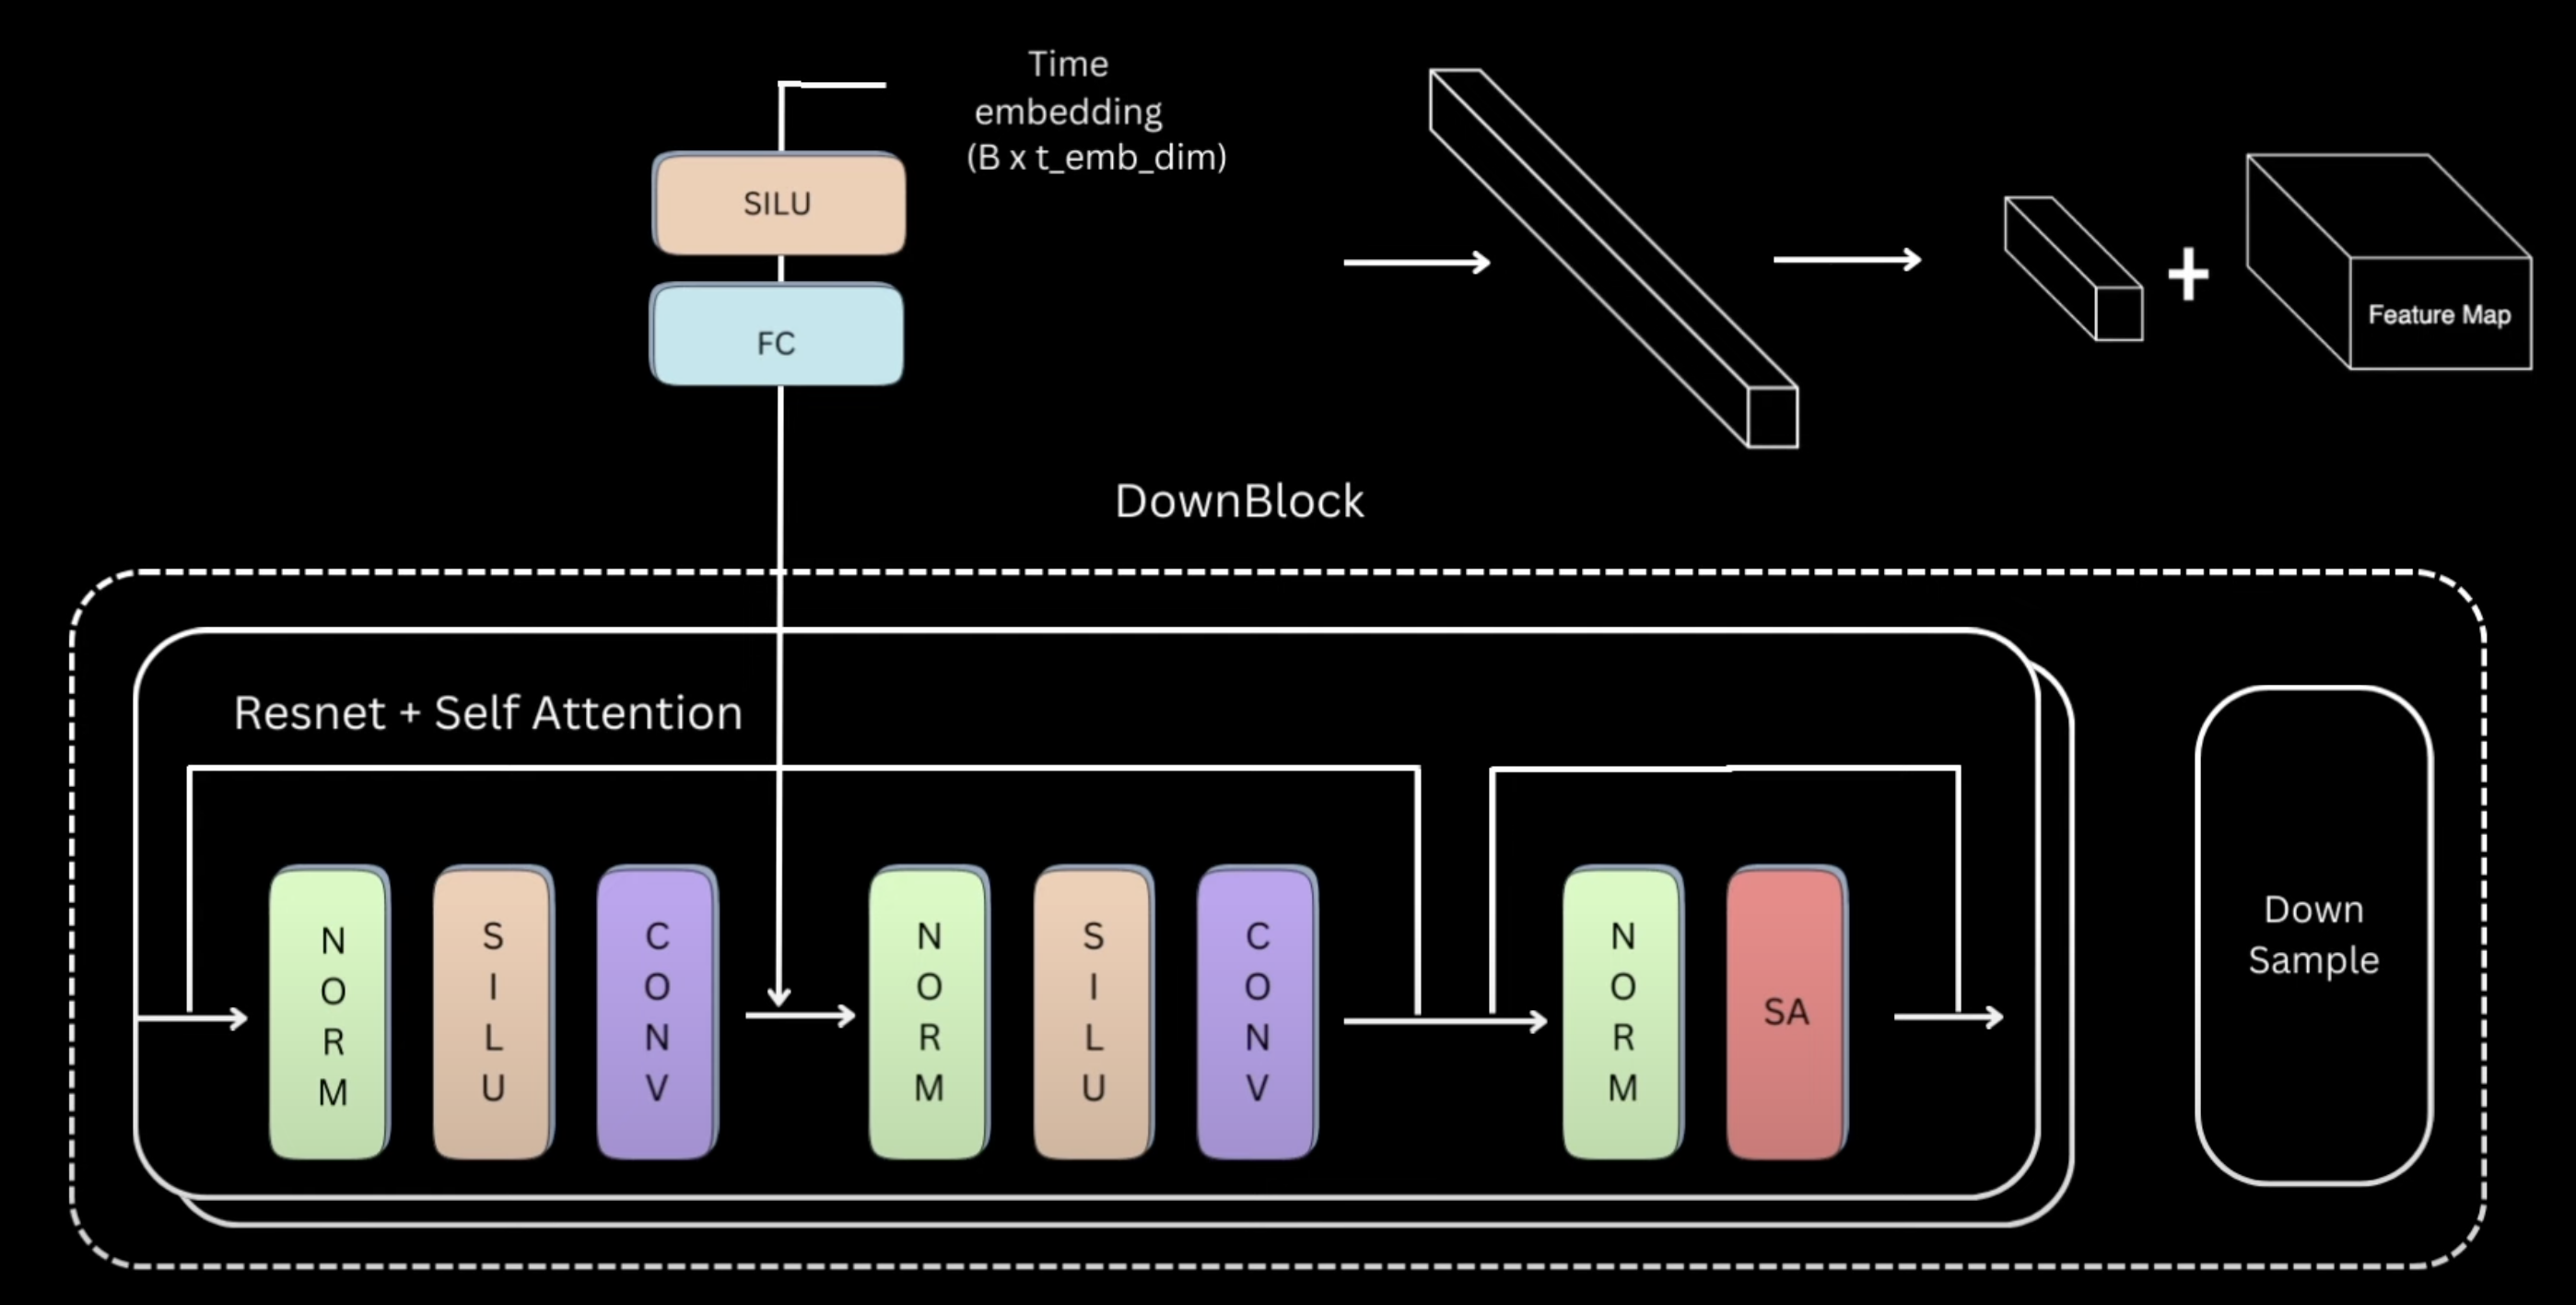 Time
embedding
(B x t_emb_dim)
SILU
FC
Feature Map
DownBlock
Resnet + Self Attention
NORM
SILU
CONV
NORM
SILU
CONV
NORM
SA
Down
Sample